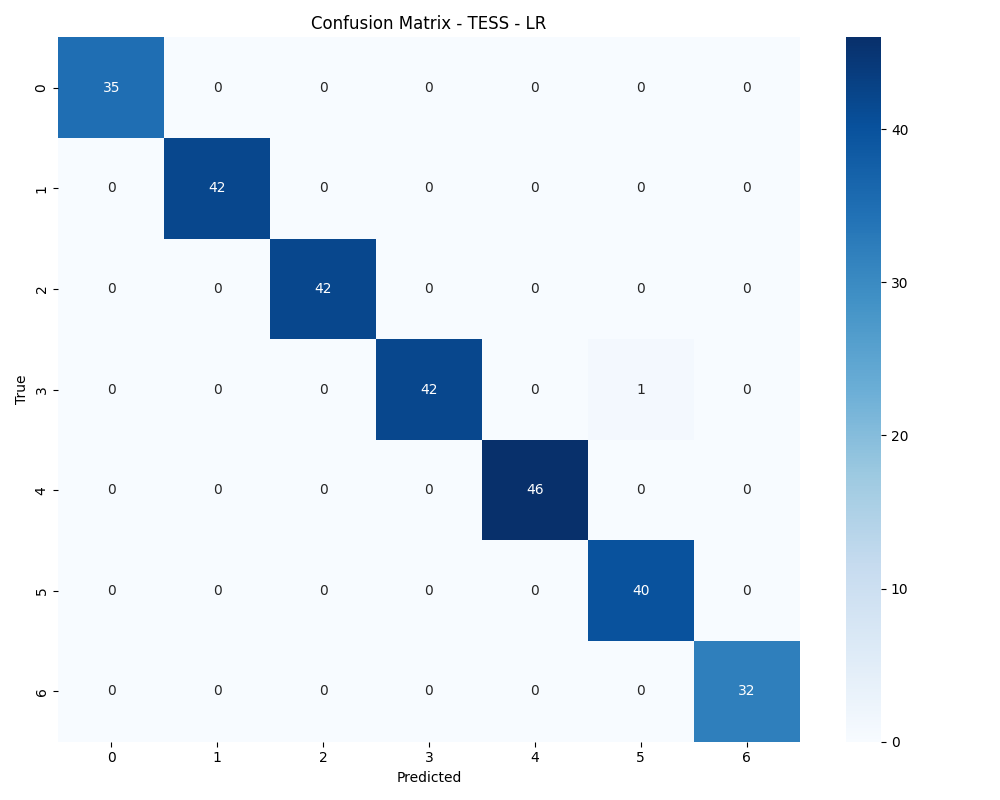 Confusion Matrix - TESS - LR
True
0 35 0 0 0 0 0 0
1 0 42 0 0 0 0 0
2 0 0 42 0 0 0 0
3 0 0 0 42 0 1 0
4 0 0 0 0 46 0 0
5 0 0 0 0 0 40 0
6 0 0 0 0 0 0 32
0 1 2 3 4 5 6
Predicted
40
30
20
10
0